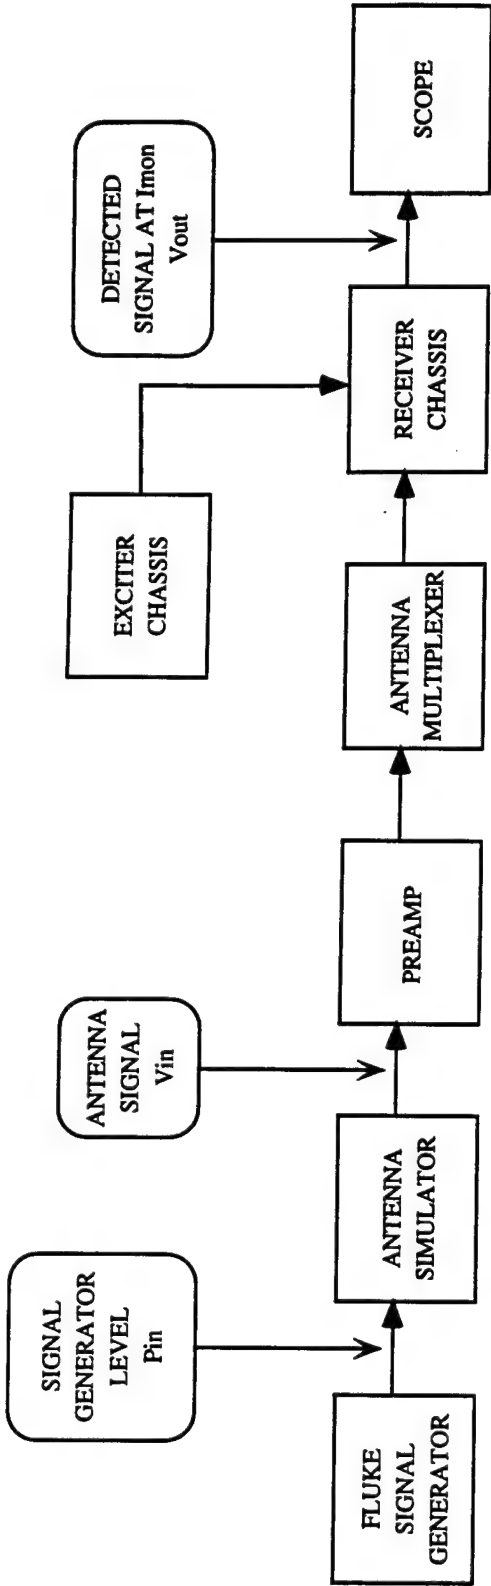 SIGNAL
GENERATOR
LEVEL
Pin
ANTENNA
SIGNAL
Vin
EXCITER
CHASSIS
DETECTED
SIGNAL AT Imon
Vout
FLUKE
SIGNAL
GENERATOR
ANTENNA
SIMULATOR
PREAMP
ANTENNA
MULTIPLEXER
RECEIVER
CHASSIS
SCOPE